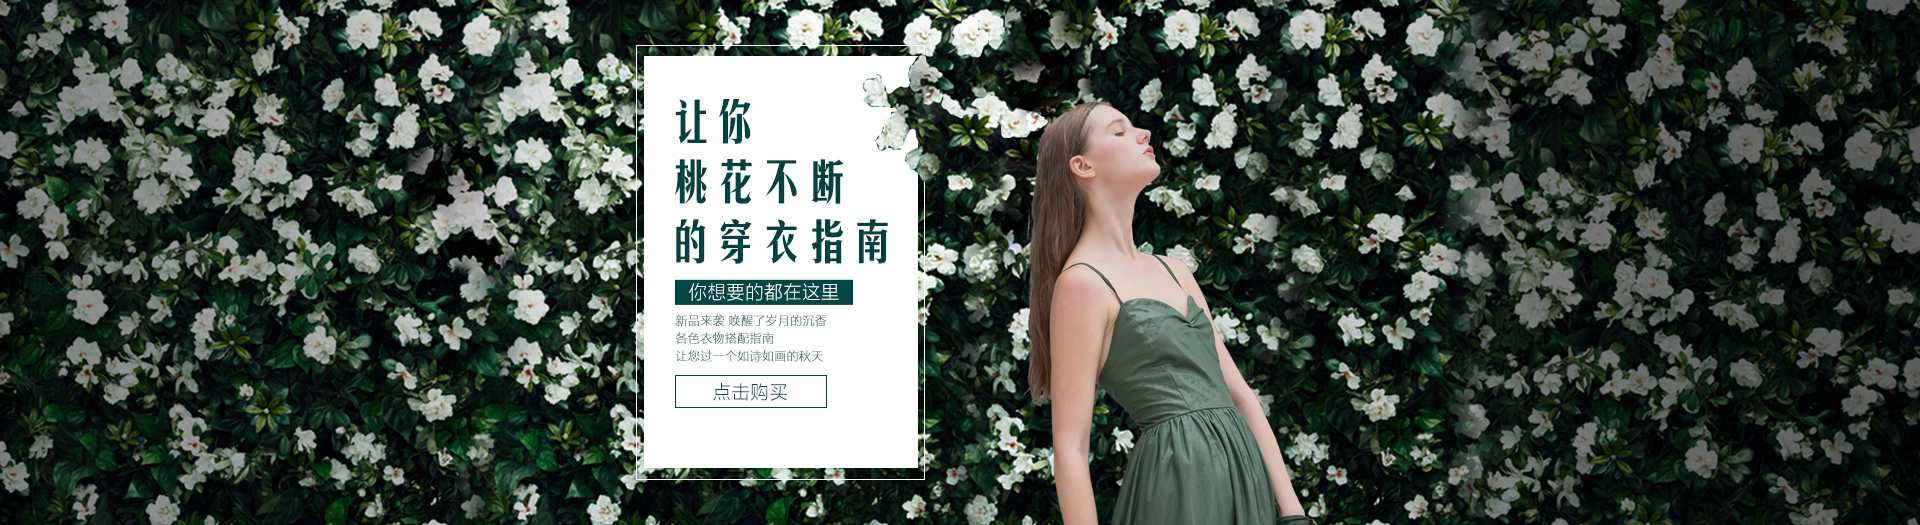 让你
桃花不断
的穿衣指南
你想要的都在这里
新品来袭 唤醒了岁月的沉香
各色衣物搭配指南
让您过一个如诗如画的秋天
点击购买